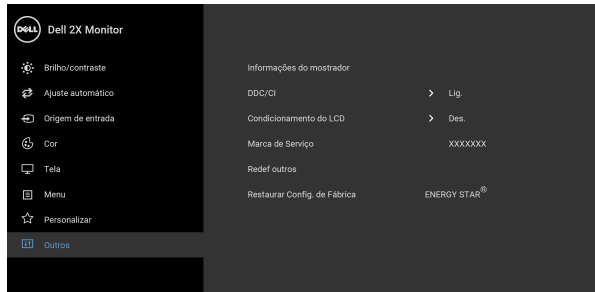 DELL Dell 2X Monitor
Brilho/contraste
Ajuste automático
Origem de entrada
Cor
Tela
Menu
Personalizar
Outros
Informações do mostrador
DDC/CI Lig.
Condicionamento do LCD Des.
Marca de Serviço XXXXXXX
Redef outros
Restaurar Config. de Fábrica ENERGY STAR®